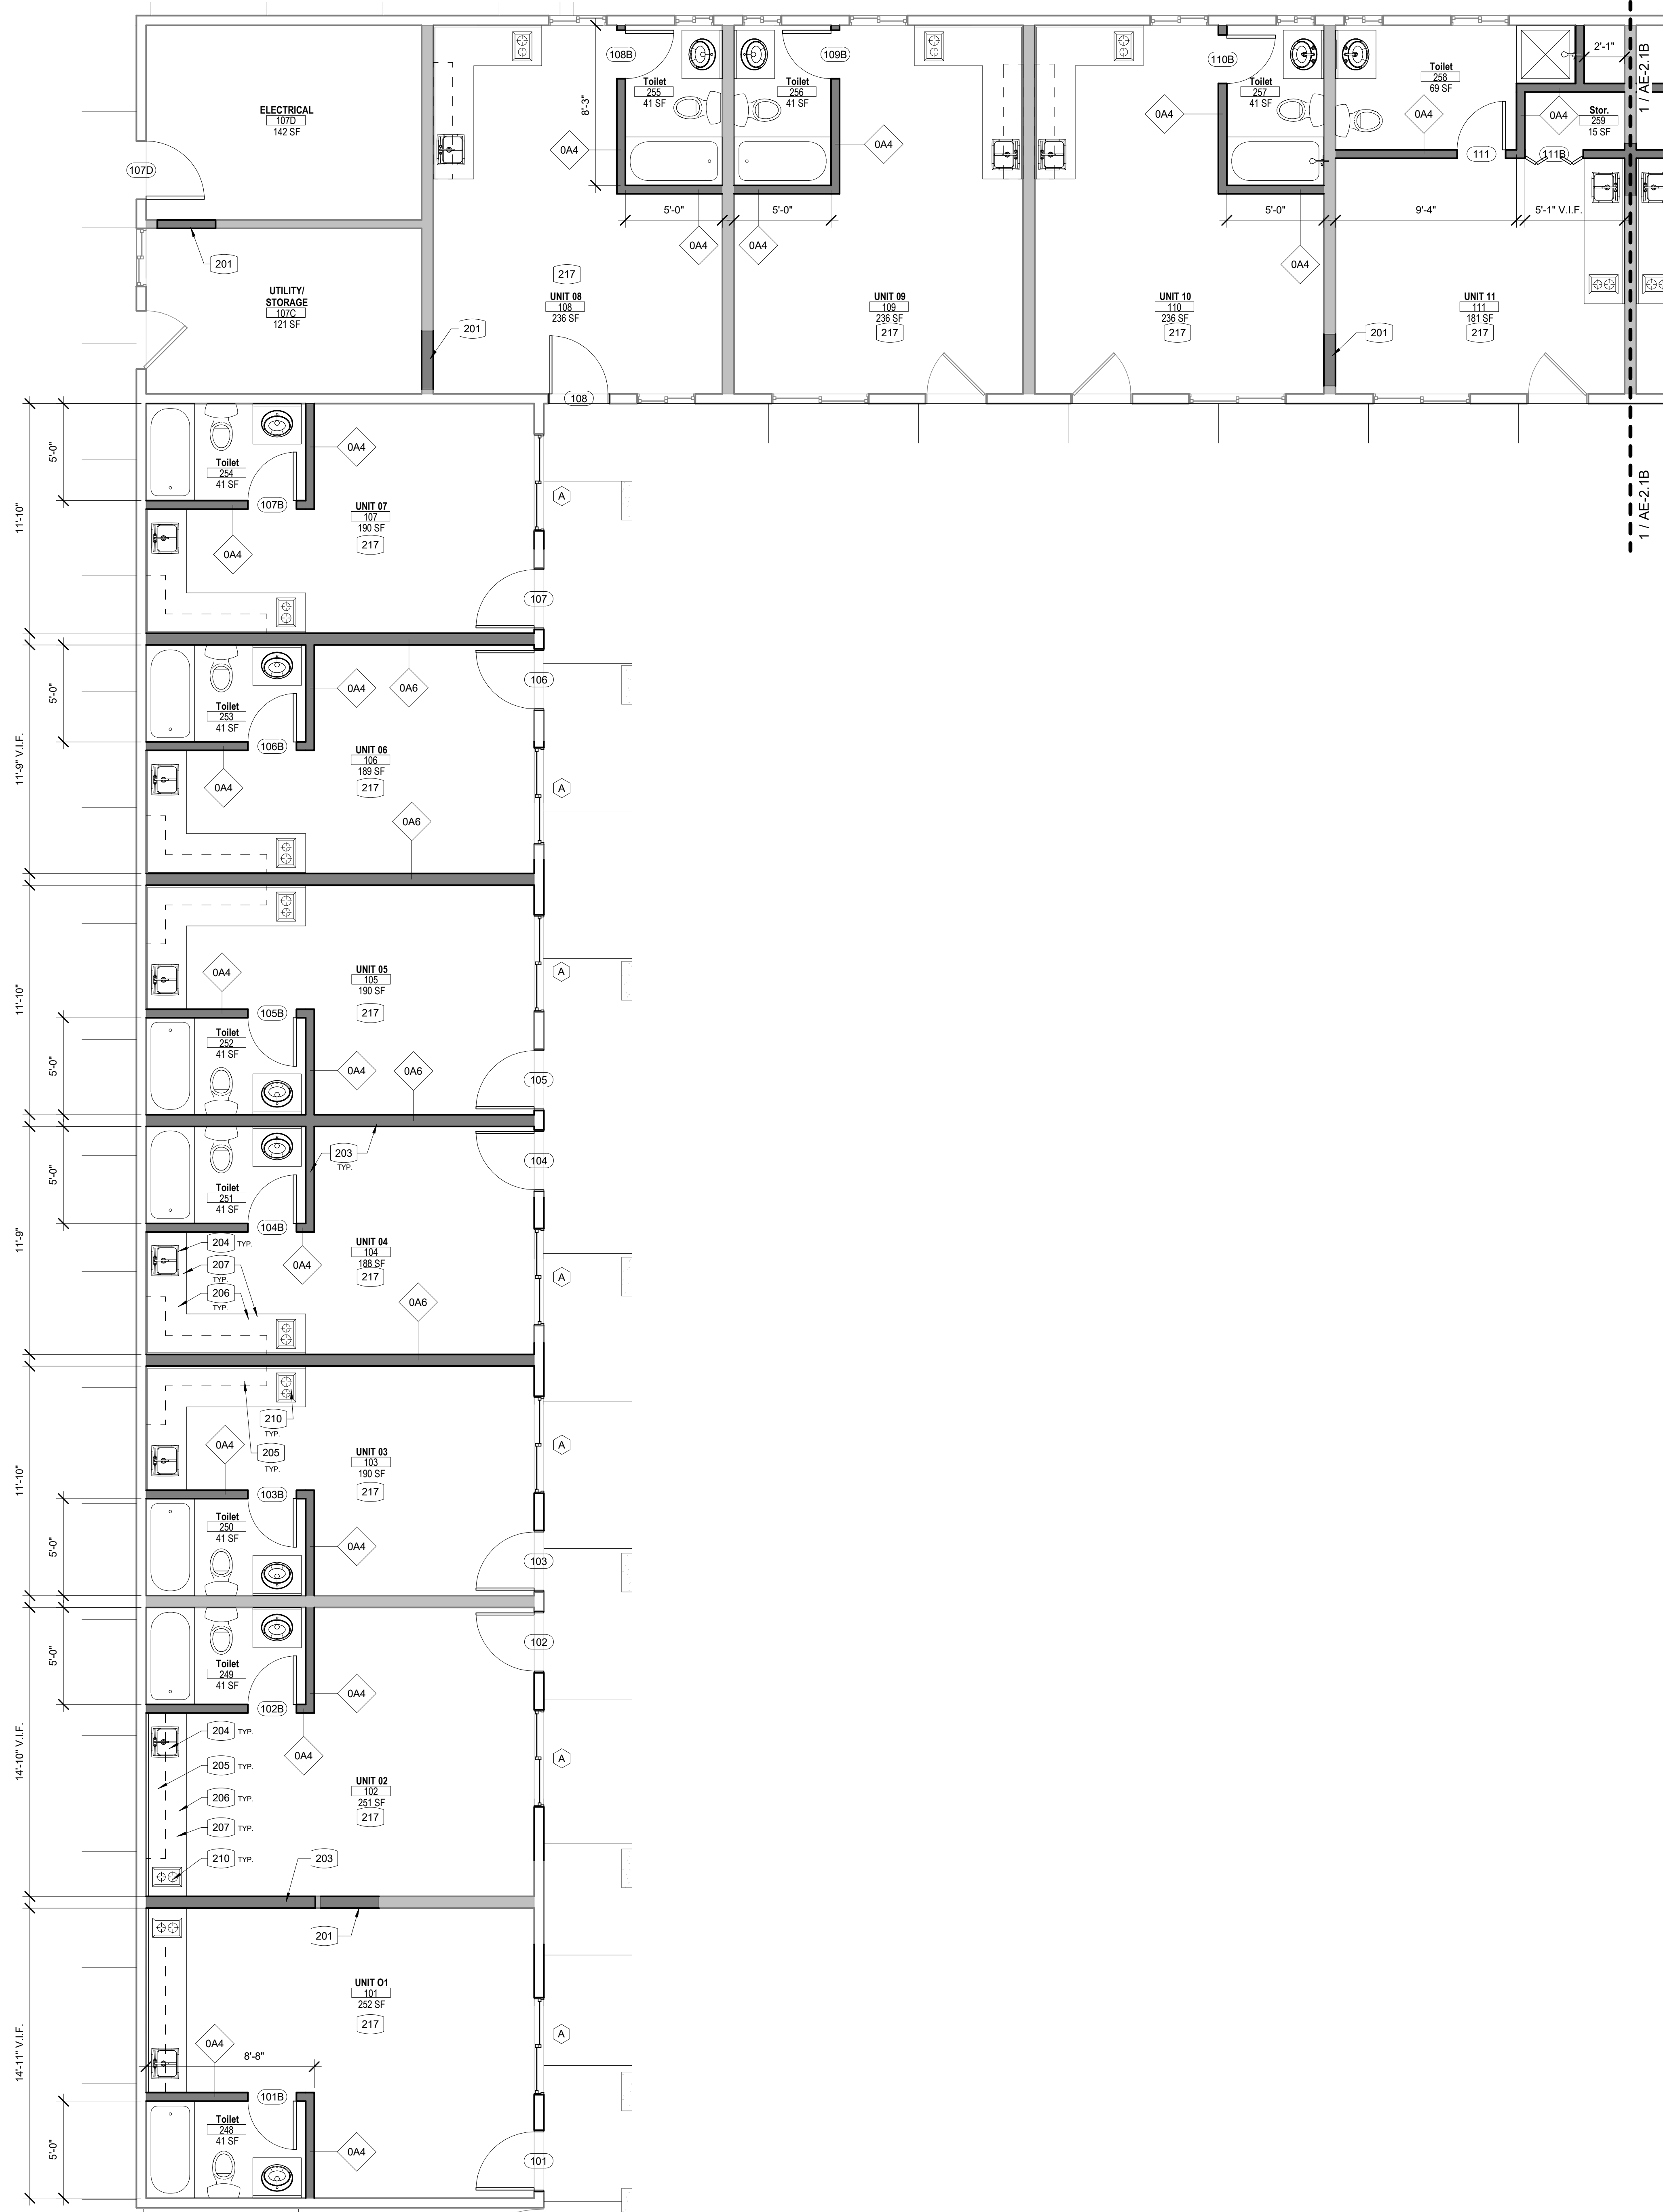 2'-1"
1 / AE-2.1B
108B
109B
110B
Toilet
255
41 SF
Toilet
256
41 SF
Toilet
257
41 SF
Toilet
258
69 SF
Stor.
259
15 SF
ELECTRICAL
107D
142 SF
8'-3"
0A4
0A4
0A4
0A4
0A4
107D
111
111B
5'-0"
5'-0"
5'-0"
9'-4"
5'-1" V.I.F.
0A4
0A4
0A4
201
217
UTILITY/
STORAGE
107C
121 SF
UNIT 08
108
236 SF
UNIT 09
109
236 SF
217
UNIT 10
110
236 SF
217
UNIT 11
111
181 SF
217
201
201
108
1 / AE-2.1B
5'-0"
11'-10"
Toilet
254
41 SF
0A4
107B
UNIT 07
107
190 SF
217
A
0A4
107
5'-0"
11'-9" V.I.F.
0A4
0A6
106
Toilet
253
41 SF
106B
UNIT 06
106
189 SF
217
A
0A4
0A6
11'-10"
0A4
UNIT 05
105
190 SF
217
A
105B
Toilet
252
41 SF
5'-0"
0A4
0A6
105
203
TYP.
104
5'-0"
Toilet
251
41 SF
104B
11'-9"
204 TYP.
207
TYP.
206
TYP.
0A4
UNIT 04
104
188 SF
217
A
0A6
210
TYP.
205
TYP.
0A4
UNIT 03
103
190 SF
217
A
11'-10"
103B
Toilet
250
41 SF
5'-0"
0A4
103
102
5'-0"
Toilet
249
41 SF
0A4
102B
14'-10" V.I.F.
204 TYP.
205 TYP.
206 TYP.
207 TYP.
210 TYP.
0A4
UNIT 02
102
251 SF
217
A
203
201
UNIT O1
101
252 SF
217
A
14'-11" V.I.F.
0A4
8'-8"
101B
Toilet
248
41 SF
5'-0"
0A4
101